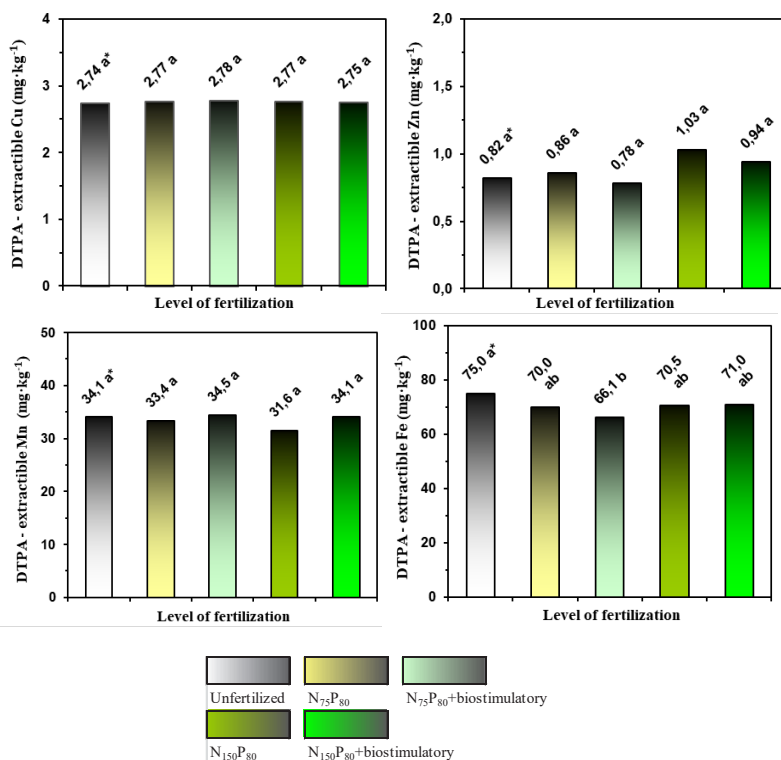 DTPA - extractible Cu (mg·kg⁻¹)
4
3
2
1
0
2,74 a*
2,77 a
2,78 a
2,77 a
2,75 a
Level of fertilization
DTPA - extractible Zn (mg·kg⁻¹)
2,0
1,5
1,0
0,5
0,0
0,82 a*
0,86 a
0,78 a
1,03 a
0,94 a
Level of fertilization
DTPA - extractible Mn (mg·kg⁻¹)
50
40
30
20
10
0
34,1 a*
33,4 a
34,5 a
31,6 a
34,1 a
Level of fertilization
DTPA - extractible Fe (mg·kg⁻¹)
100
80
60
40
20
0
75,0 a*
70,0
ab
66,1 b
70,5
ab
71,0
ab
Level of fertilization
Unfertilized
N₇₅P₈₀
N₇₅P₈₀+biostimulatory
N₁₅₀P₈₀
N₁₅₀P₈₀+biostimulatory